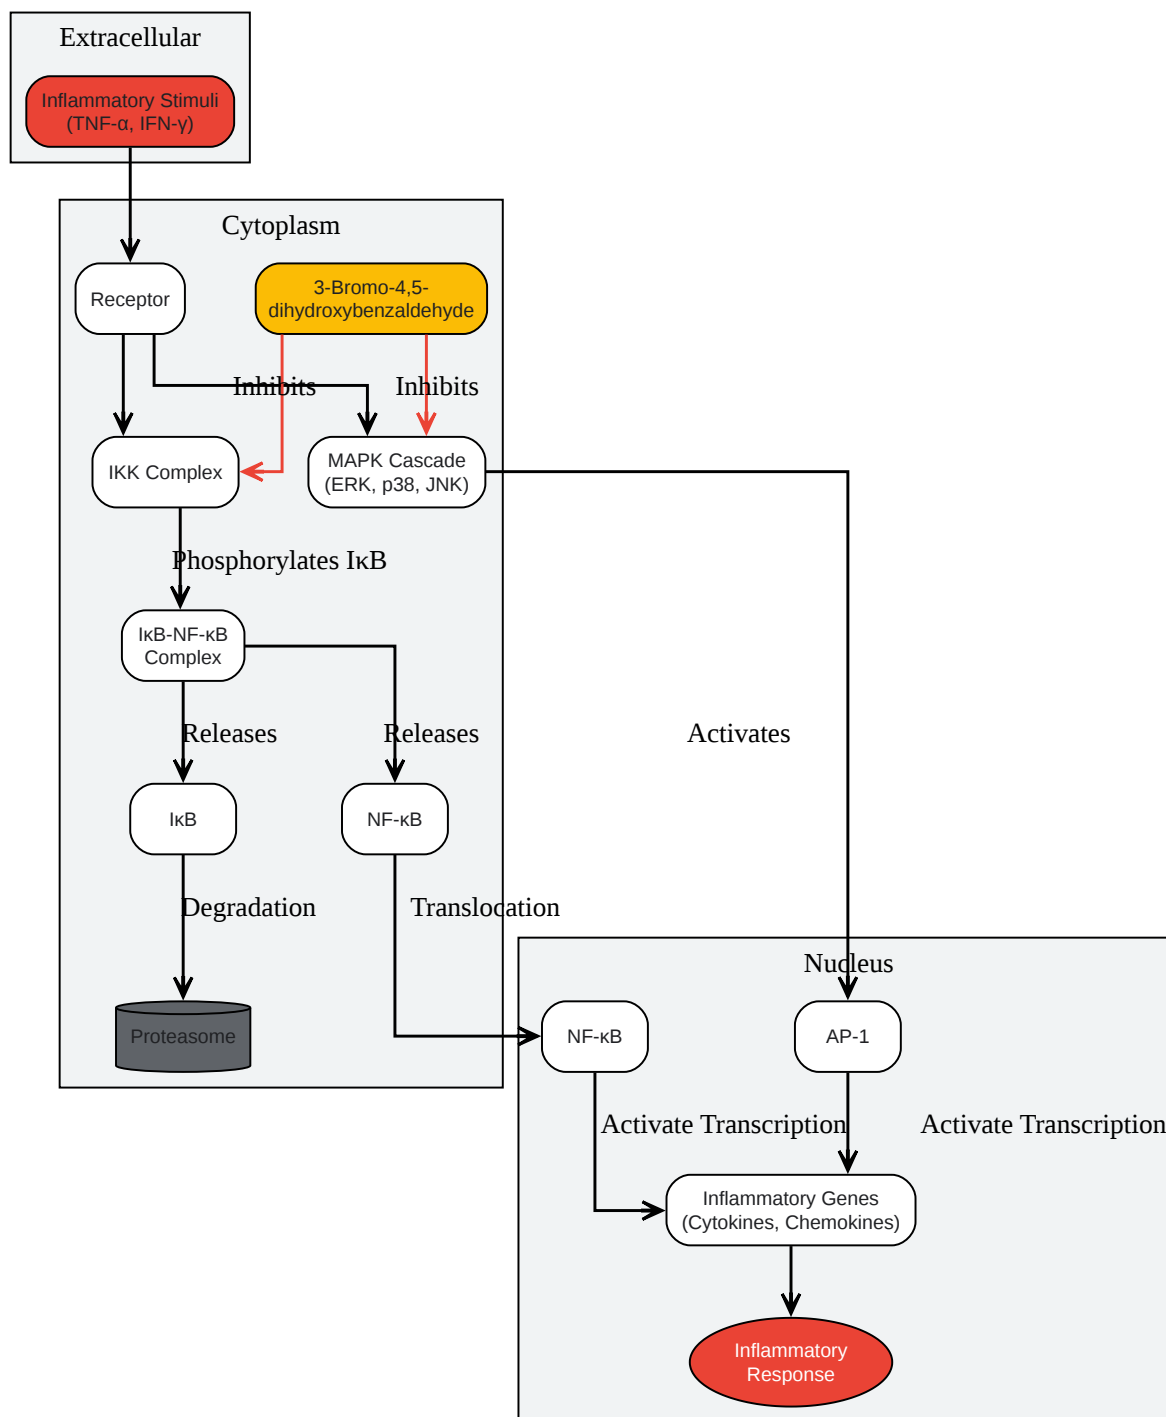 Extracellular
Inflammatory Stimuli
(TNF-α, IFN-γ)
Cytoplasm
Receptor
3-Bromo-4,5-
dihydroxybenzaldehyde
Inhibits
Inhibits
IKK Complex
MAPK Cascade
(ERK, p38, JNK)
Phosphorylates IκB
IκB-NF-κB
Complex
Releases
Releases
Activates
IκB
NF-κB
Degradation
Translocation
Nucleus
Proteasome
NF-κB
AP-1
Activate Transcription
Activate Transcription
Inflammatory Genes
(Cytokines, Chemokines)
Inflammatory
Response